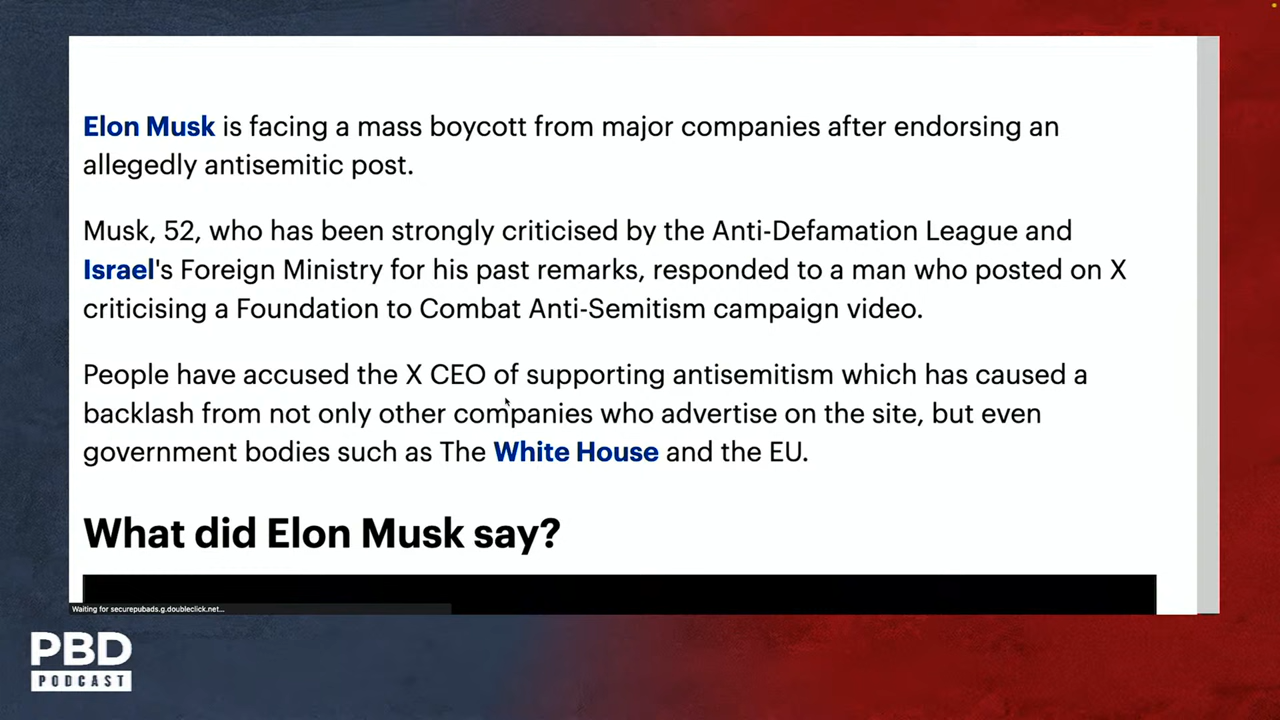 Elon Musk is facing a mass boycott from major companies after endorsing an
allegedly antisemitic post.
Musk, 52, who has been strongly criticised by the Anti-Defamation League and
Israel's Foreign Ministry for his past remarks, responded to a man who posted on X
criticising a Foundation to Combat Anti-Semitism campaign video.
People have accused the X CEO of supporting antisemitism which has caused a
backlash from not only other companies who advertise on the site, but even
government bodies such as The White House and the EU.
What did Elon Musk say?
Waiting for securepubads.g.doubleclick.net...
PBD
PODCAST